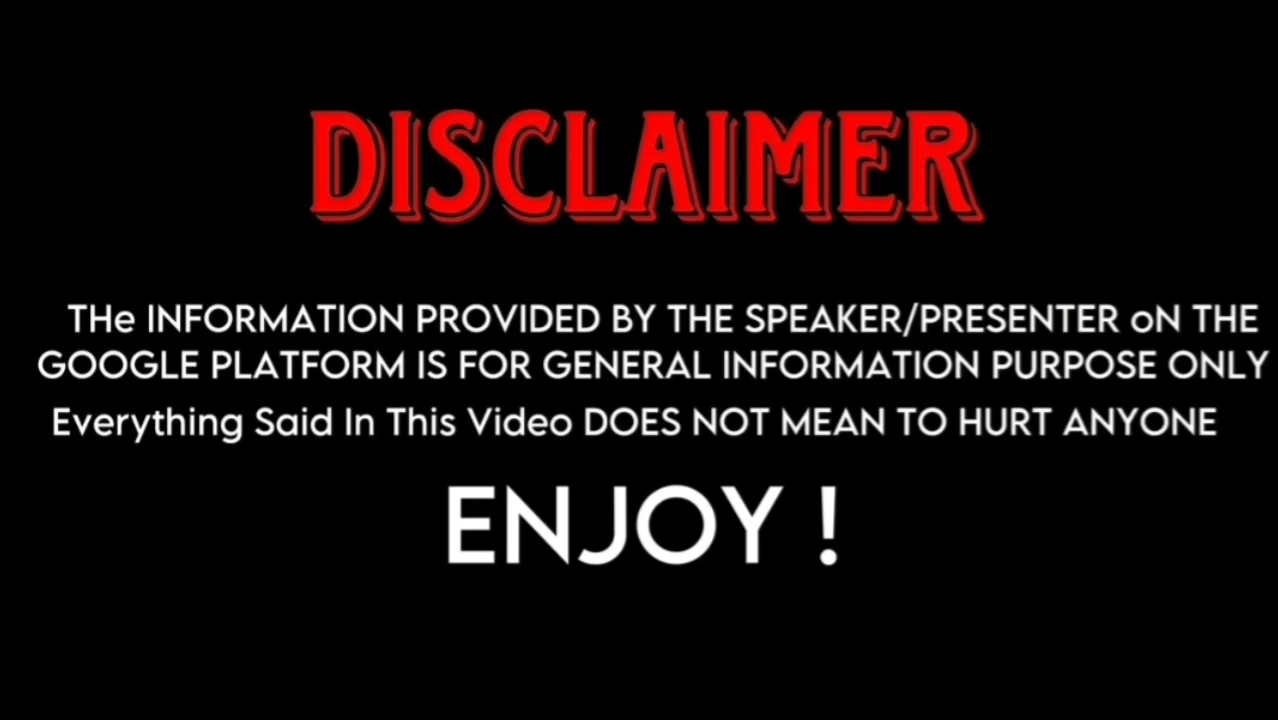 DISCLAIMER
THe INFORMATION PROVIDED BY THE SPEAKER/PRESENTER oN THE
GOOGLE PLATFORM IS FOR GENERAL INFORMATION PURPOSE ONLY
Everything Said In This Video DOES NOT MEAN TO HURT ANYONE
ENJOY !